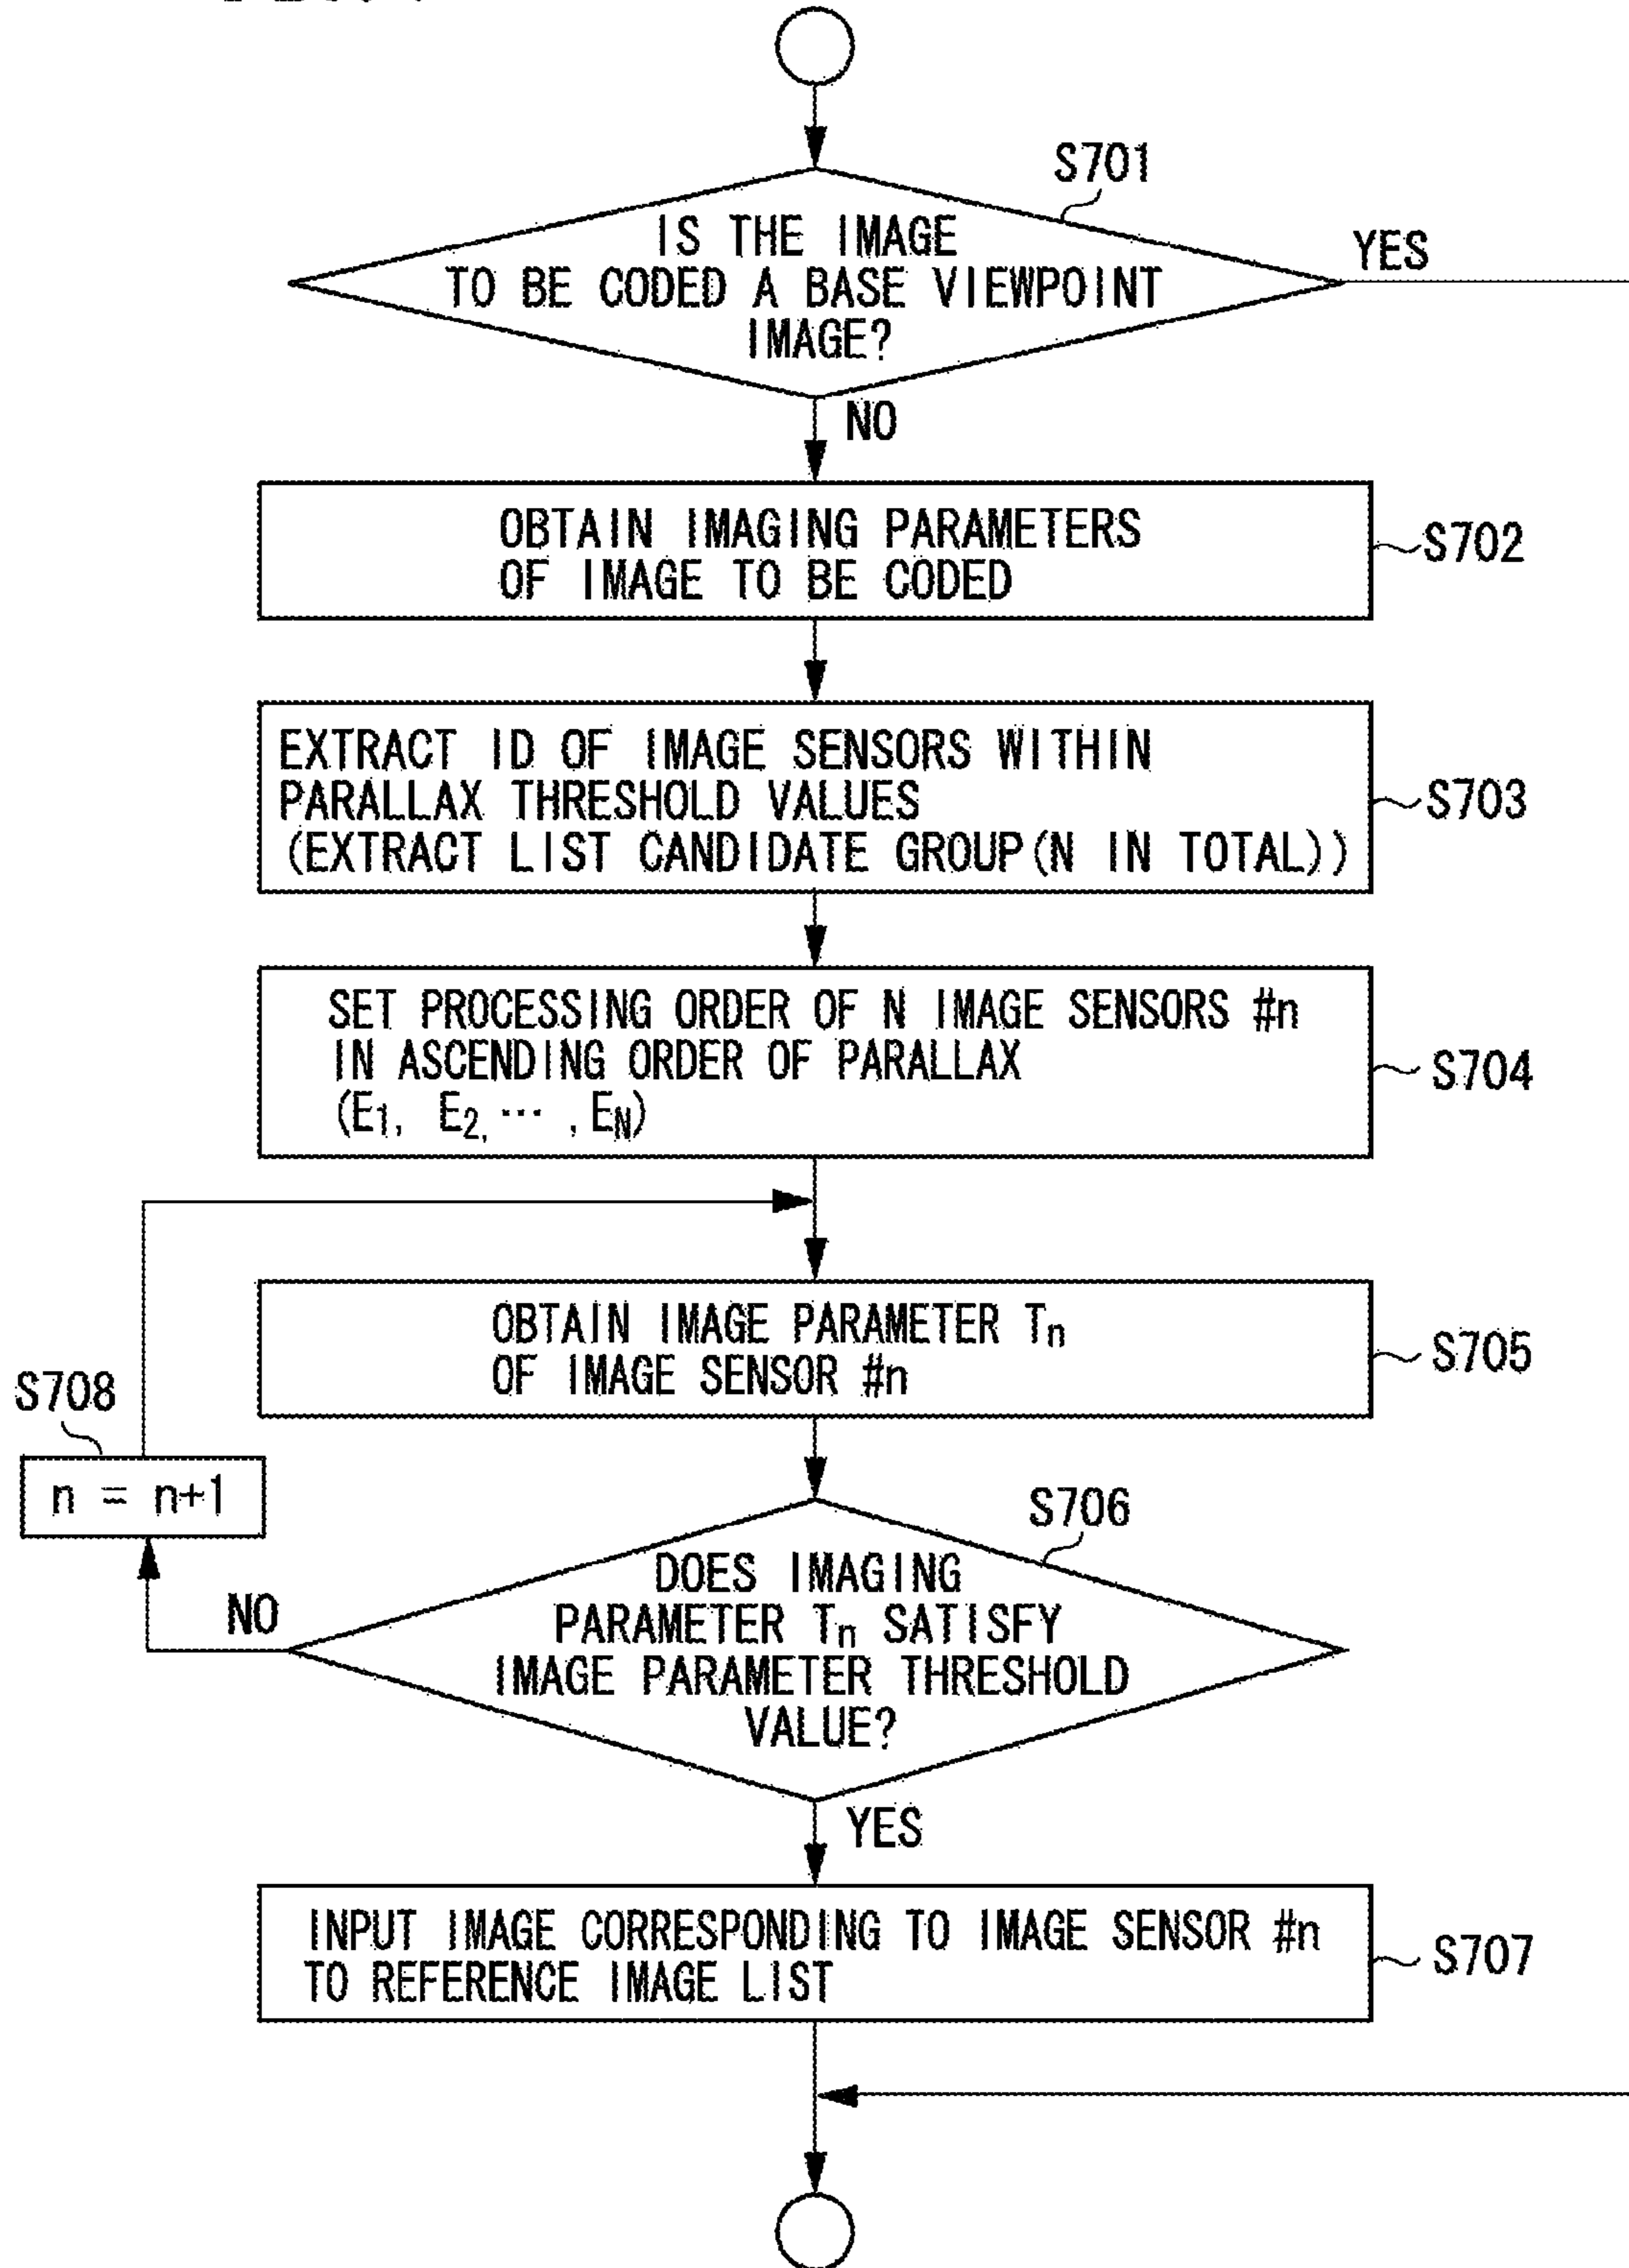 S701
IS THE IMAGE
TO BE CODED A BASE VIEWPOINT
IMAGE?
YES
NO
OBTAIN IMAGING PARAMETERS
OF IMAGE TO BE CODED
S702
EXTRACT ID OF IMAGE SENSORS WITHIN
PARALLAX THRESHOLD VALUES
(EXTRACT LIST CANDIDATE GROUP(N IN TOTAL))
S703
SET PROCESSING ORDER OF N IMAGE SENSORS #n
IN ASCENDING ORDER OF PARALLAX
(E1, E2, ··· , EN)
S704
OBTAIN IMAGE PARAMETER Tn
OF IMAGE SENSOR #n
S705
S708
n = n+1
S706
DOES IMAGING
PARAMETER Tn SATISFY
IMAGE PARAMETER THRESHOLD
VALUE?
NO
YES
INPUT IMAGE CORRESPONDING TO IMAGE SENSOR #n
TO REFERENCE IMAGE LIST
S707